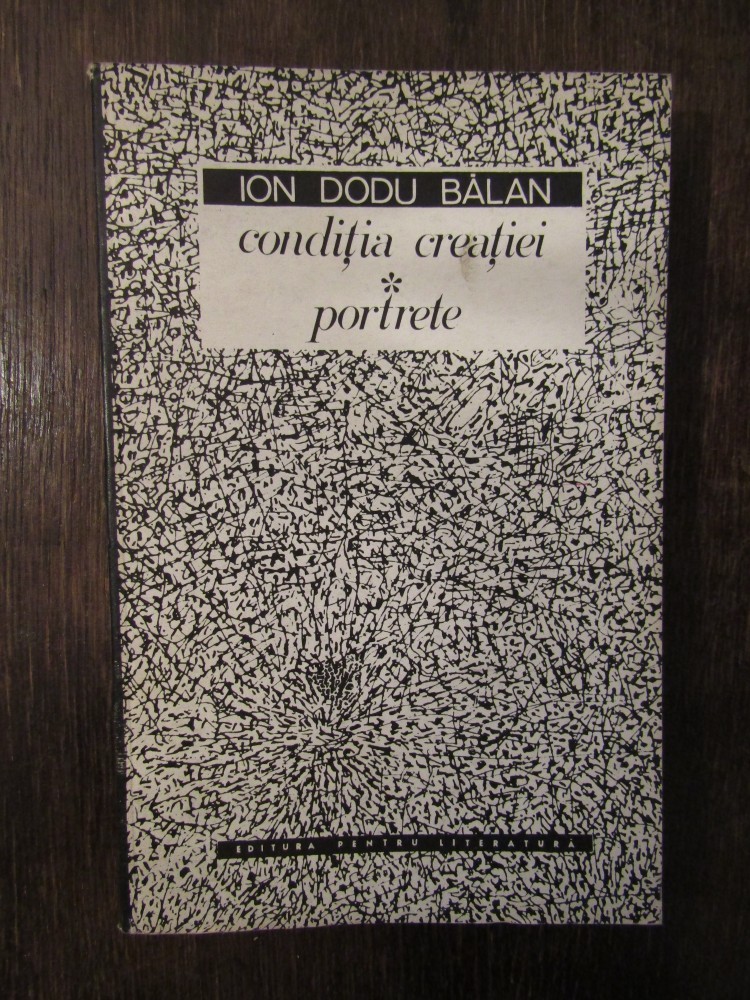 ION DODU BĂLAN
condiția creației
*
portrete
EDITURA PENTRU LITERATURĂ